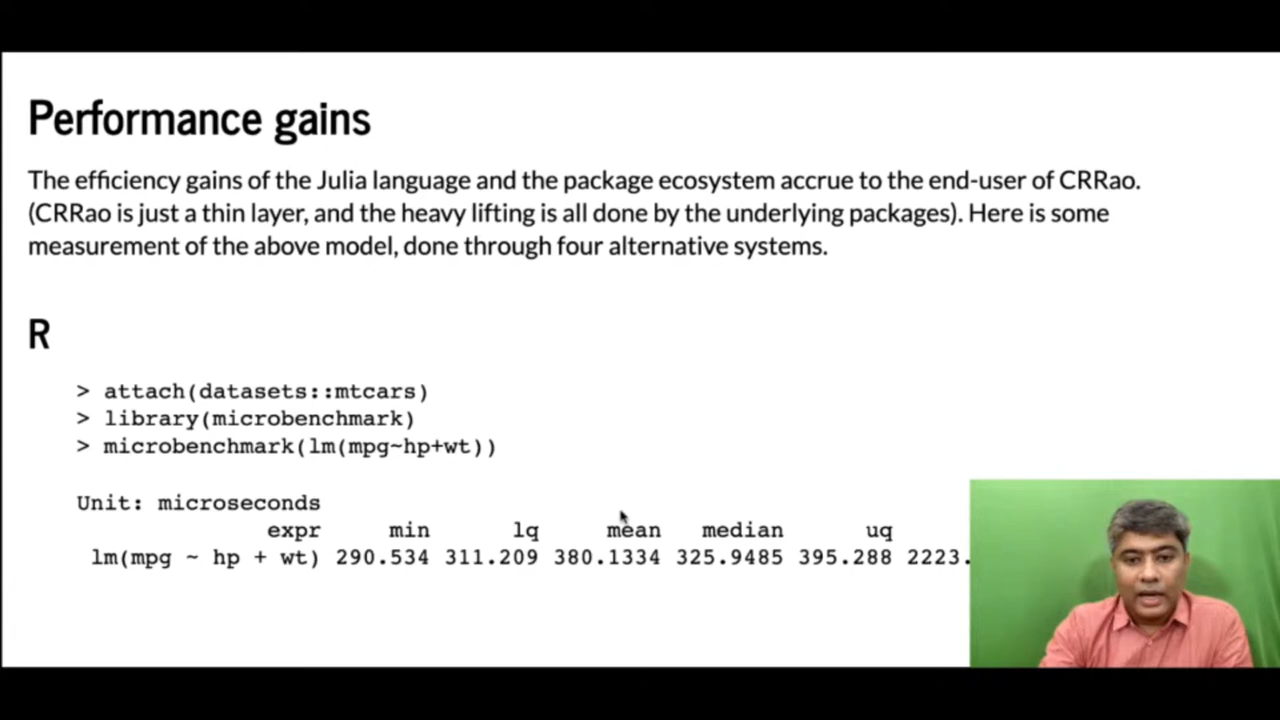 Performance gains
The efficiency gains of the Julia language and the package ecosystem accrue to the end-user of CRRao.
(CRRao is just a thin layer, and the heavy lifting is all done by the underlying packages). Here is some
measurement of the above model, done through four alternative systems.
R
> attach(datasets::mtcars)
> library(microbenchmark)
> microbenchmark(lm(mpg~hp+wt))
Unit: microseconds
expr min lq mean median uq
lm(mpg ~ hp + wt) 290.534 311.209 380.1334 325.9485 395.288 2223.